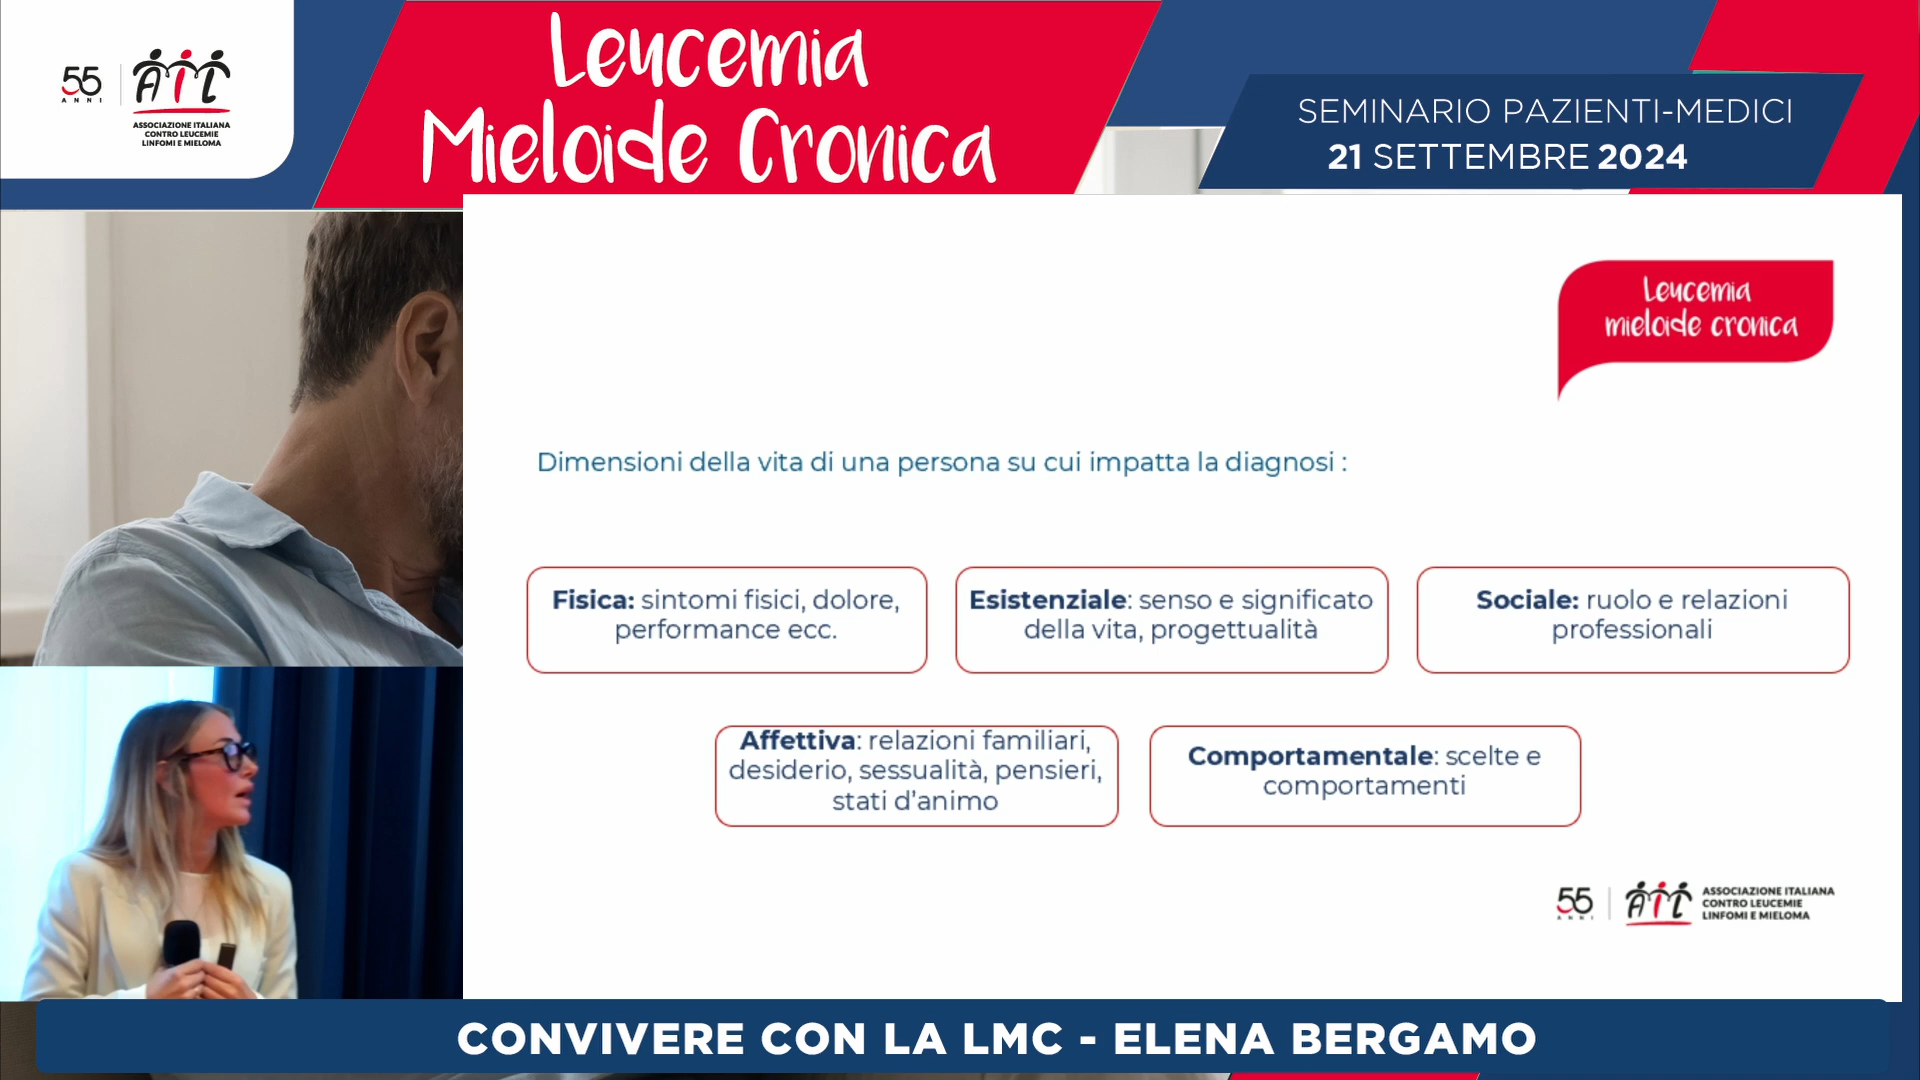 55
ANNI
AIL
ASSOCIAZIONE ITALIANA
CONTRO LEUCEMIE
LINFOMI E MIELOMA
Leucemia
Mieloide Cronica
SEMINARIO PAZIENTI-MEDICI
21 SETTEMBRE 2024
Leucemia
mieloide cronica
Dimensioni della vita di una persona su cui impatta la diagnosi :
Fisica: sintomi fisici, dolore,
performance ecc.
Esistenziale: senso e significato
della vita, progettualità
Sociale: ruolo e relazioni
professionali
Affettiva: relazioni familiari,
desiderio, sessualità, pensieri,
stati d'animo
Comportamentale: scelte e
comportamenti
55
ANNI
AIL
ASSOCIAZIONE ITALIANA
CONTRO LEUCEMIE
LINFOMI E MIELOMA
CONVIVERE CON LA LMC - ELENA BERGAMO